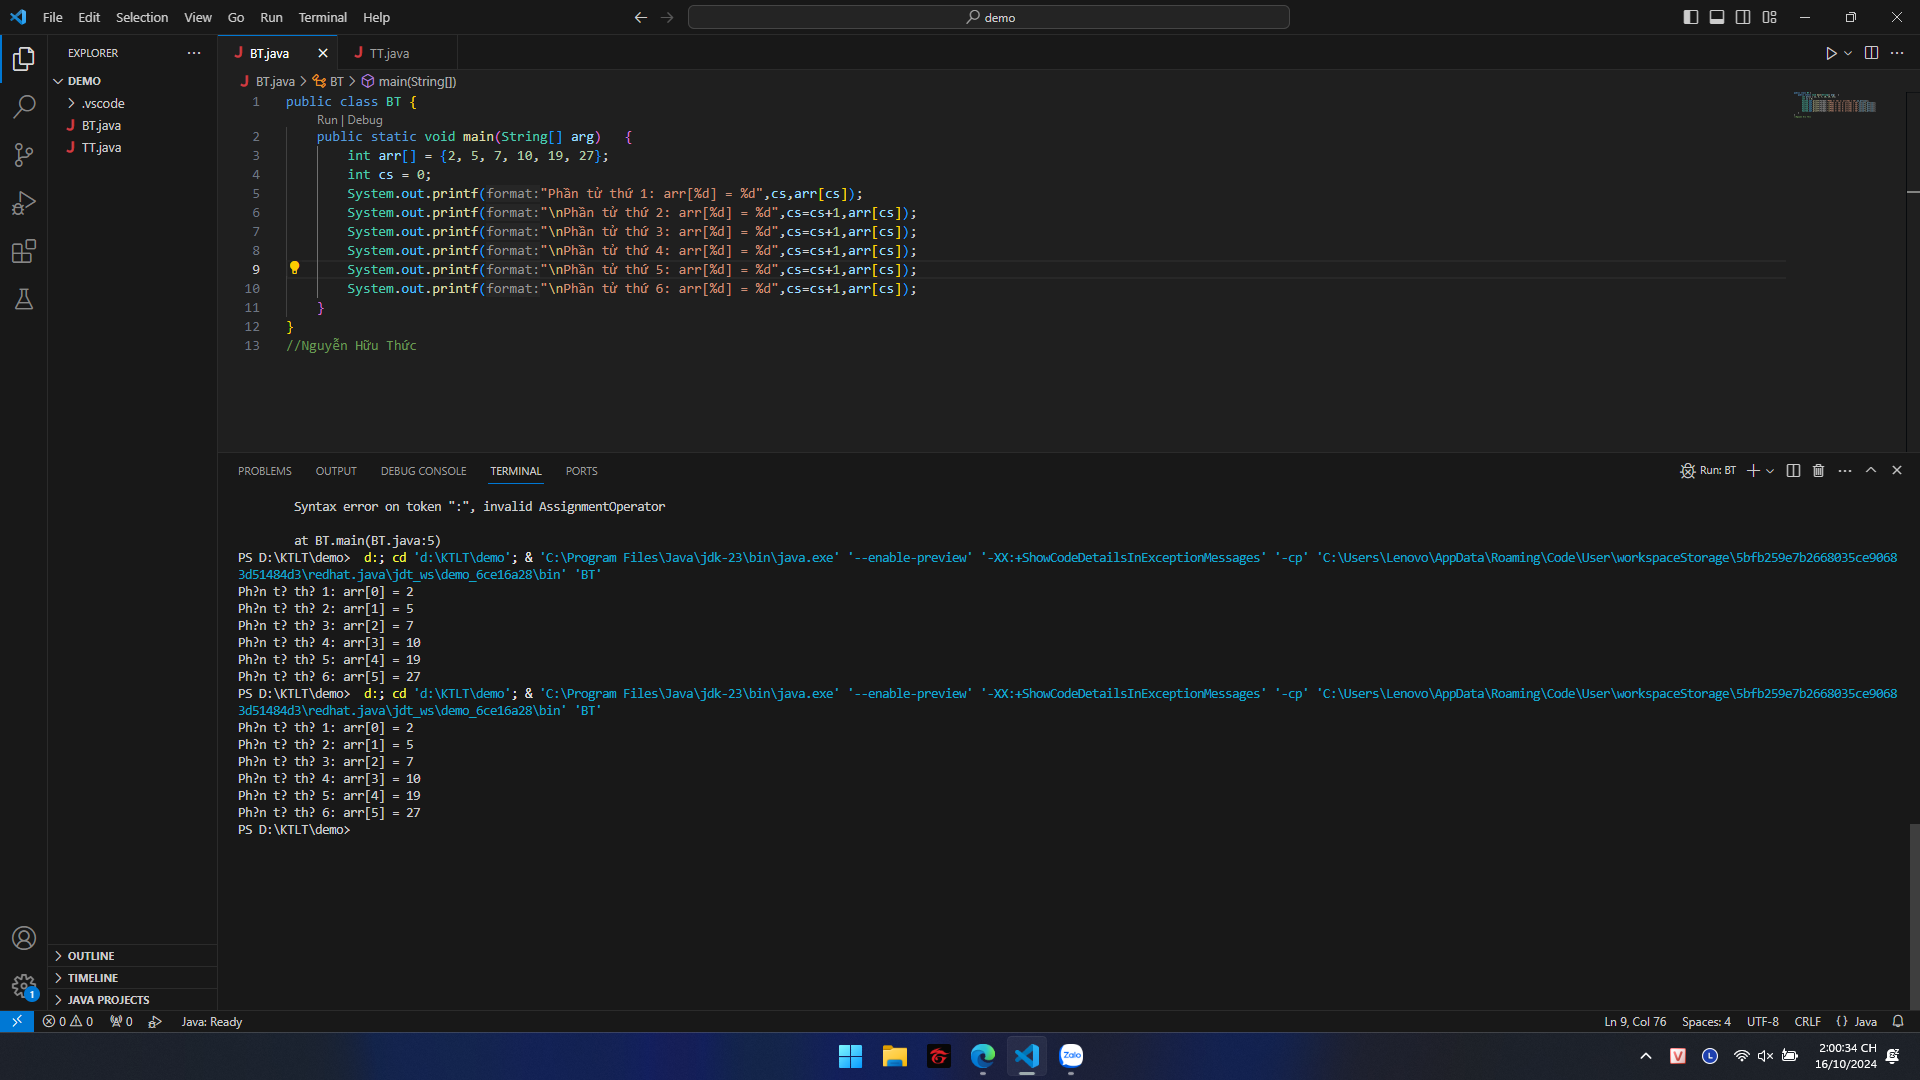 File Edit Selection View Go Run Terminal Help
demo
EXPLORER
DEMO
.vscode
BT.java
TT.java
OUTLINE
TIMELINE
JAVA PROJECTS
BT.java TT.java
BT.java > BT > main(String[])
1 public class BT {
Run | Debug
2 public static void main(String[] arg) {
3 int arr[] = {2, 5, 7, 10, 19, 27};
4 int cs = 0;
5 System.out.printf(format:"Phần tử thứ 1: arr[%d] = %d",cs,arr[cs]);
6 System.out.printf(format:"\nPhần tử thứ 2: arr[%d] = %d",cs=cs+1,arr[cs]);
7 System.out.printf(format:"\nPhần tử thứ 3: arr[%d] = %d",cs=cs+1,arr[cs]);
8 System.out.printf(format:"\nPhần tử thứ 4: arr[%d] = %d",cs=cs+1,arr[cs]);
9 System.out.printf(format:"\nPhần tử thứ 5: arr[%d] = %d",cs=cs+1,arr[cs]);
10 System.out.printf(format:"\nPhần tử thứ 6: arr[%d] = %d",cs=cs+1,arr[cs]);
11 }
12 }
13 //Nguyễn Hữu Thức
PROBLEMS OUTPUT DEBUG CONSOLE TERMINAL PORTS
Run: BT
Syntax error on token ":", invalid AssignmentOperator
at BT.main(BT.java:5)
PS D:\KTLT\demo> d:; cd 'd:\KTLT\demo'; & 'C:\Program Files\Java\jdk-23\bin\java.exe' '--enable-preview' '-XX:+ShowCodeDetailsInExceptionMessages' '-cp' 'C:\Users\Lenovo\AppData\Roaming\Code\User\workspaceStorage\5bfb259e7b2668035ce9068
3d51484d3\redhat.java\jdt_ws\demo_6ce16a28\bin' 'BT'
Ph?n t? th? 1: arr[0] = 2
Ph?n t? th? 2: arr[1] = 5
Ph?n t? th? 3: arr[2] = 7
Ph?n t? th? 4: arr[3] = 10
Ph?n t? th? 5: arr[4] = 19
Ph?n t? th? 6: arr[5] = 27
PS D:\KTLT\demo> d:; cd 'd:\KTLT\demo'; & 'C:\Program Files\Java\jdk-23\bin\java.exe' '--enable-preview' '-XX:+ShowCodeDetailsInExceptionMessages' '-cp' 'C:\Users\Lenovo\AppData\Roaming\Code\User\workspaceStorage\5bfb259e7b2668035ce9068
3d51484d3\redhat.java\jdt_ws\demo_6ce16a28\bin' 'BT'
Ph?n t? th? 1: arr[0] = 2
Ph?n t? th? 2: arr[1] = 5
Ph?n t? th? 3: arr[2] = 7
Ph?n t? th? 4: arr[3] = 10
Ph?n t? th? 5: arr[4] = 19
Ph?n t? th? 6: arr[5] = 27
PS D:\KTLT\demo>
1
0 0 0 Java: Ready
Ln 9, Col 76 Spaces: 4 UTF-8 CRLF {} Java
Zalo
V
L
2:00:34 CH
16/10/2024